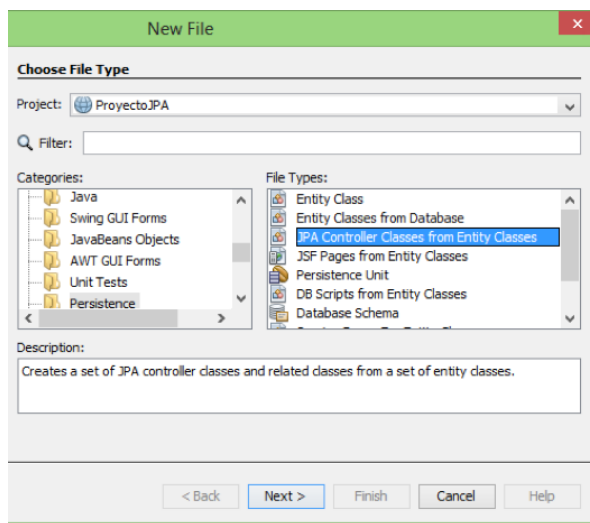 New File
Choose File Type
Project: ProyectoJPA
Filter:
Categories:
Java
Swing GUI Forms
JavaBeans Objects
AWT GUI Forms
Unit Tests
Persistence
File Types:
Entity Class
Entity Classes from Database
JPA Controller Classes from Entity Classes
JSF Pages from Entity Classes
Persistence Unit
DB Scripts from Entity Classes
Database Schema
Description:
Creates a set of JPA controller classes and related classes from a set of entity classes.
< Back Next > Finish Cancel Help